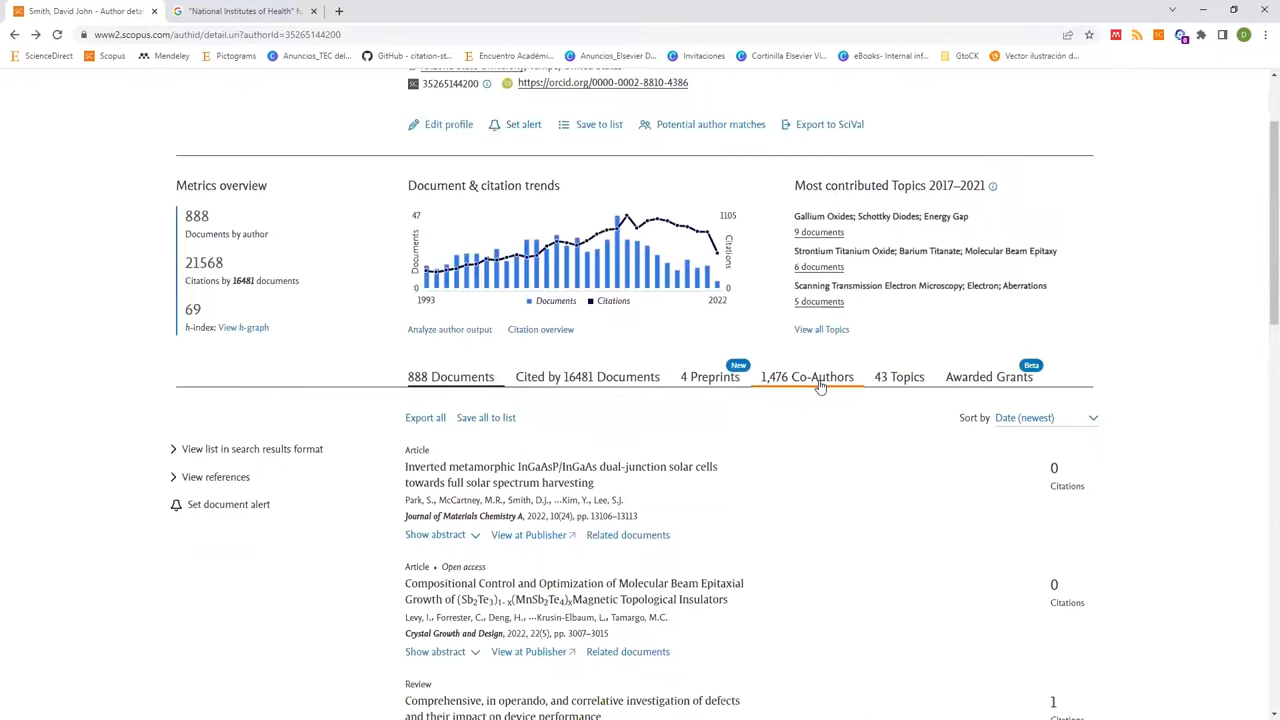 Smith, David John - Author detai
"National Institutes of Health" fu
www2.scopus.com/authid/detail.uri?authorId=35265144200
D
ScienceDirect
Scopus
Mendeley
Pictograms
Anuncios_TEC del...
GitHub - citation-st...
Encuentro Académi...
Anuncios_Elsevier D...
Invitaciones
Cortinilla Elsevier Vi...
eBooks- Internal inf...
GtoCK
Vector ilustración d...
SC 35265144200
https://orcid.org/0000-0002-8810-4386
Edit profile
Set alert
Save to list
Potential author matches
Export to SciVal
Metrics overview
888
Documents by author
21568
Citations by 16481 documents
69
h-index: View h-graph
Document & citation trends
47
1105
Documents
Citations
0
0
1993
2022
Documents
Citations
Analyze author output
Citation overview
Most contributed Topics 2017–2021
Gallium Oxides; Schottky Diodes; Energy Gap
9 documents
Strontium Titanium Oxide; Barium Titanate; Molecular Beam Epitaxy
6 documents
Scanning Transmission Electron Microscopy; Electron; Aberrations
5 documents
View all Topics
New
Beta
888 Documents
Cited by 16481 Documents
4 Preprints
1,476 Co-Authors
43 Topics
Awarded Grants
Export all
Save all to list
Sort by
Date (newest)
View list in search results format
View references
Set document alert
Article
Inverted metamorphic InGaAsP/InGaAs dual-junction solar cells
towards full solar spectrum harvesting
Park, S., McCartney, M.R., Smith, D.J., ...Kim, Y., Lee, S.J.
Journal of Materials Chemistry A, 2022, 10(24), pp. 13106–13113
Show abstract
View at Publisher
Related documents
0
Citations
Article • Open access
Compositional Control and Optimization of Molecular Beam Epitaxial
Growth of (Sb2Te3)1-x(MnSb2Te4)xMagnetic Topological Insulators
Levy, I., Forrester, C., Deng, H., ...Krusin-Elbaum, L., Tamargo, M.C.
Crystal Growth and Design, 2022, 22(5), pp. 3007–3015
Show abstract
View at Publisher
Related documents
0
Citations
Review
Comprehensive, in operando, and correlative investigation of defects
and their impact on device performance
1
Citations